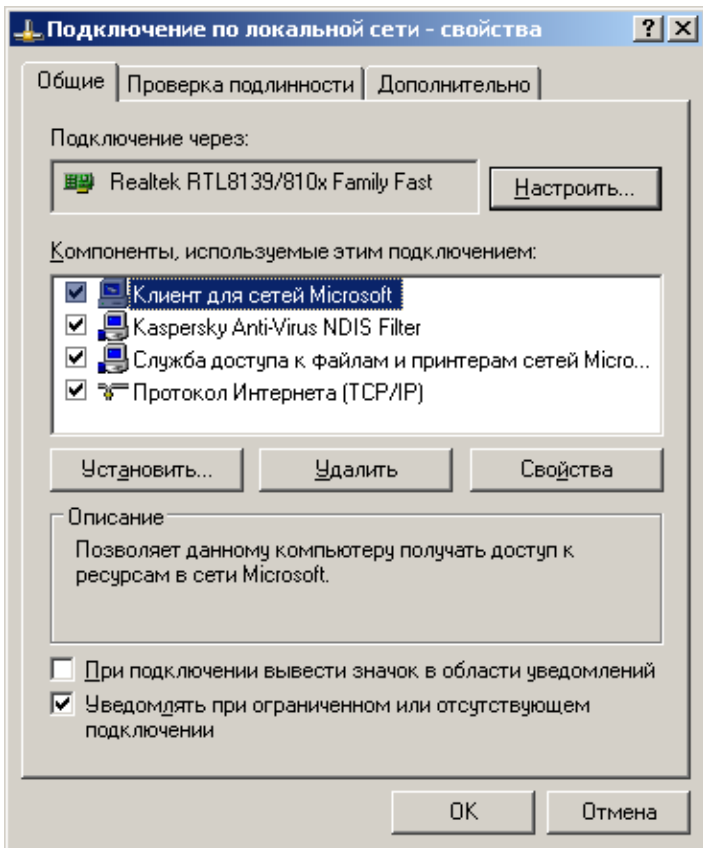 Подключение по локальной сети - свойства
Общие
Проверка подлинности
Дополнительно
Подключение через:
Realtek RTL8139/810x Family Fast
Настроить...
Компоненты, используемые этим подключением:
Клиент для сетей Microsoft
Kaspersky Anti-Virus NDIS Filter
Служба доступа к файлам и принтерам сетей Micro...
Протокол Интернета (TCP/IP)
Установить...
Удалить
Свойства
Описание
Позволяет данному компьютеру получать доступ к
ресурсам в сети Microsoft.
При подключении вывести значок в области уведомлений
Уведомлять при ограниченном или отсутствующем
подключении
OK
Отмена